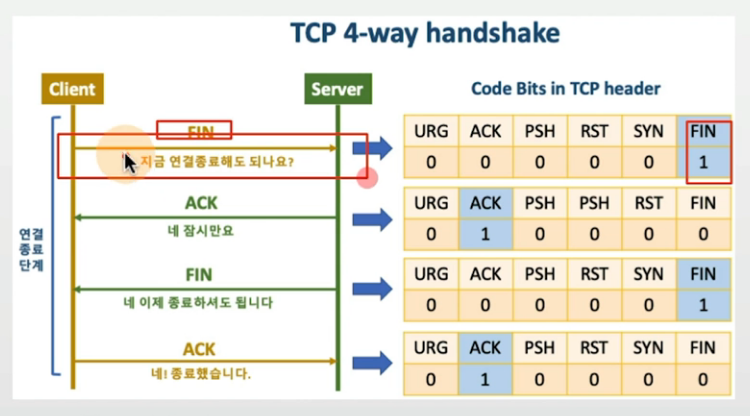 TCP 4-way handshake
Client
Server
Code Bits in TCP header
연결
종료
단계
FIN
지금 연결종료해도 되나요?
URG ACK PSH RST SYN FIN
0 0 0 0 0 1
ACK
네 잠시만요
URG ACK PSH PSH RST FIN
0 1 0 0 0 0
FIN
네 이제 종료하셔도 됩니다
URG ACK PSH RST SYN FIN
0 0 0 0 0 1
ACK
네! 종료했습니다.
URG ACK PSH RST SYN FIN
0 1 0 0 0 0